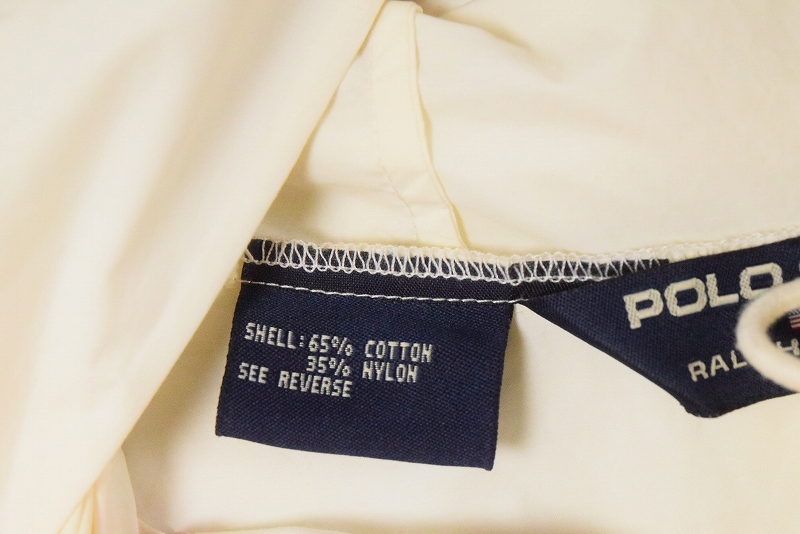 SHELL: 65% COTTON
35% NYLON
SEE REVERSE
POLO